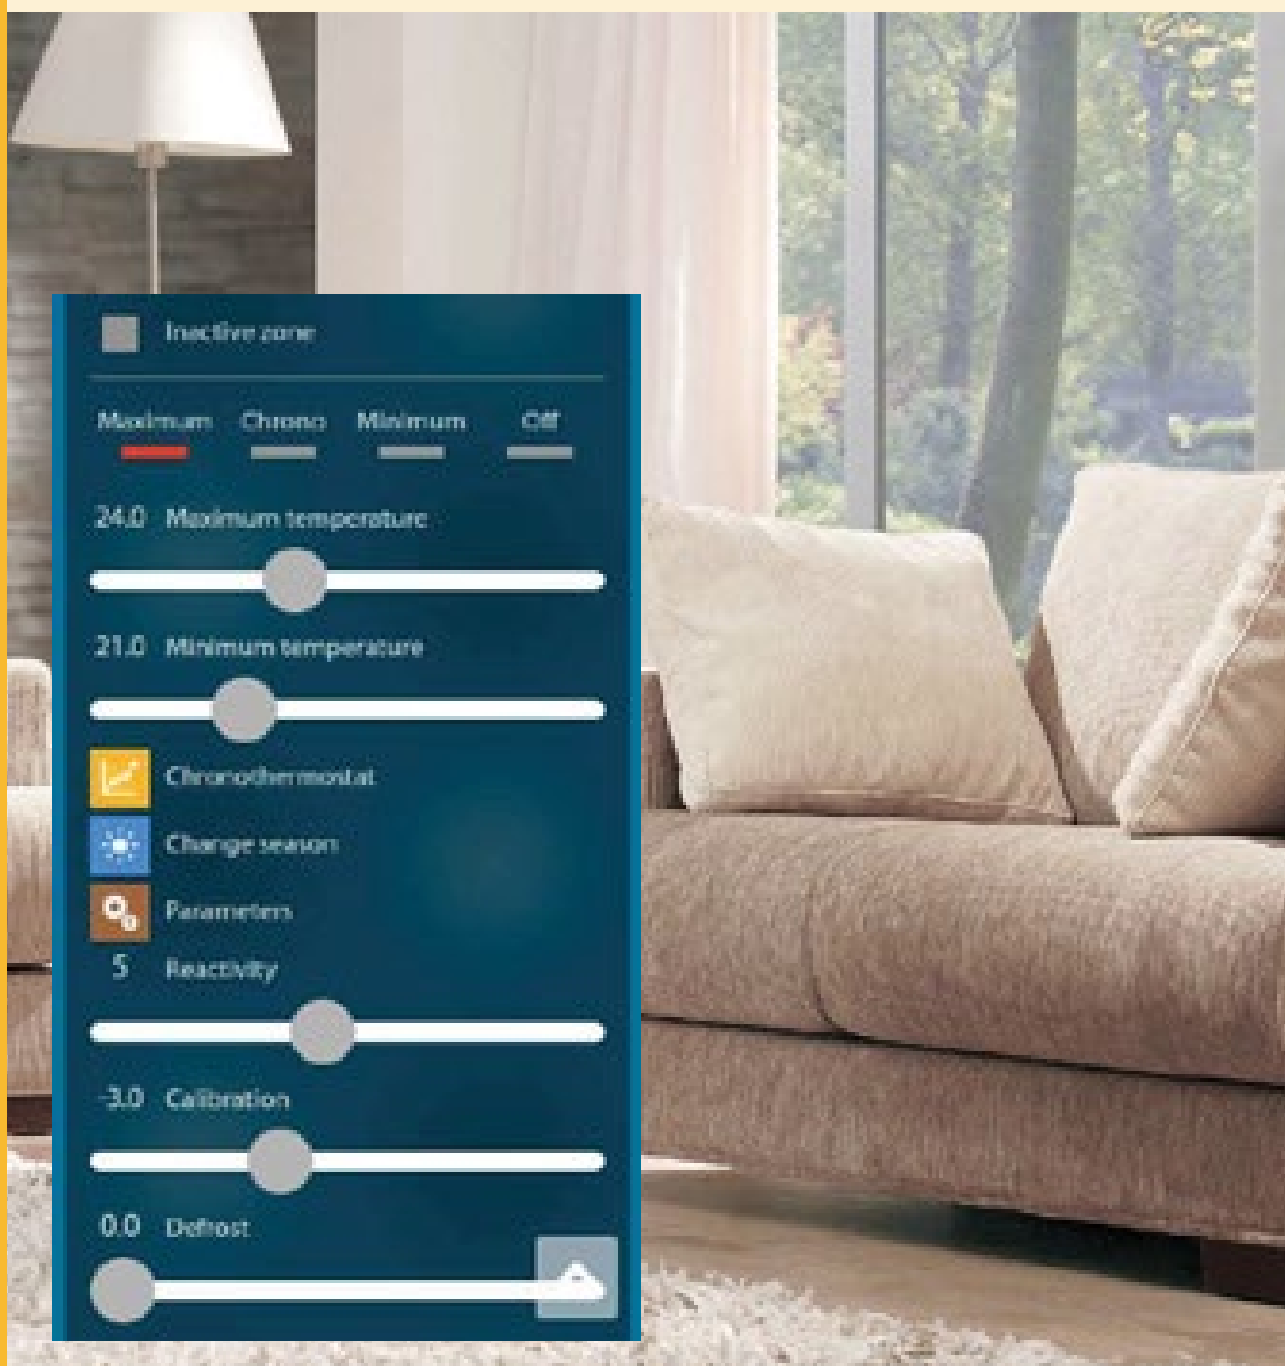 Inactive zone
Maximum Chrono Minimum Off
24.0 Maximum temperature
21.0 Minimum temperature
Chronothermostat
Change season
Parameters
5 Reactivity
-3.0 Calibration
0.0 Defrost